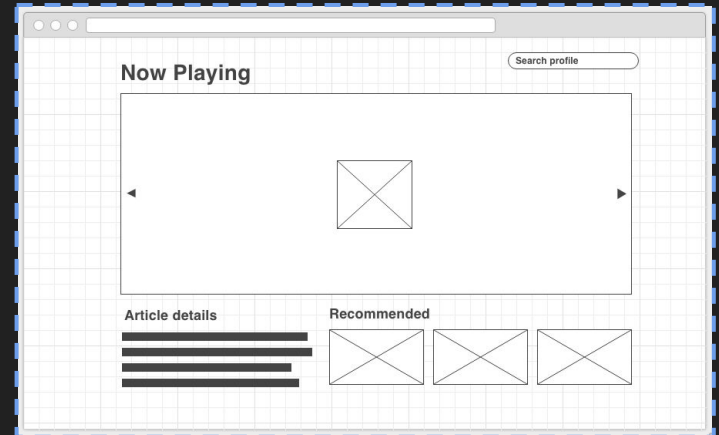 Search profile
Now Playing
Article details
Recommended